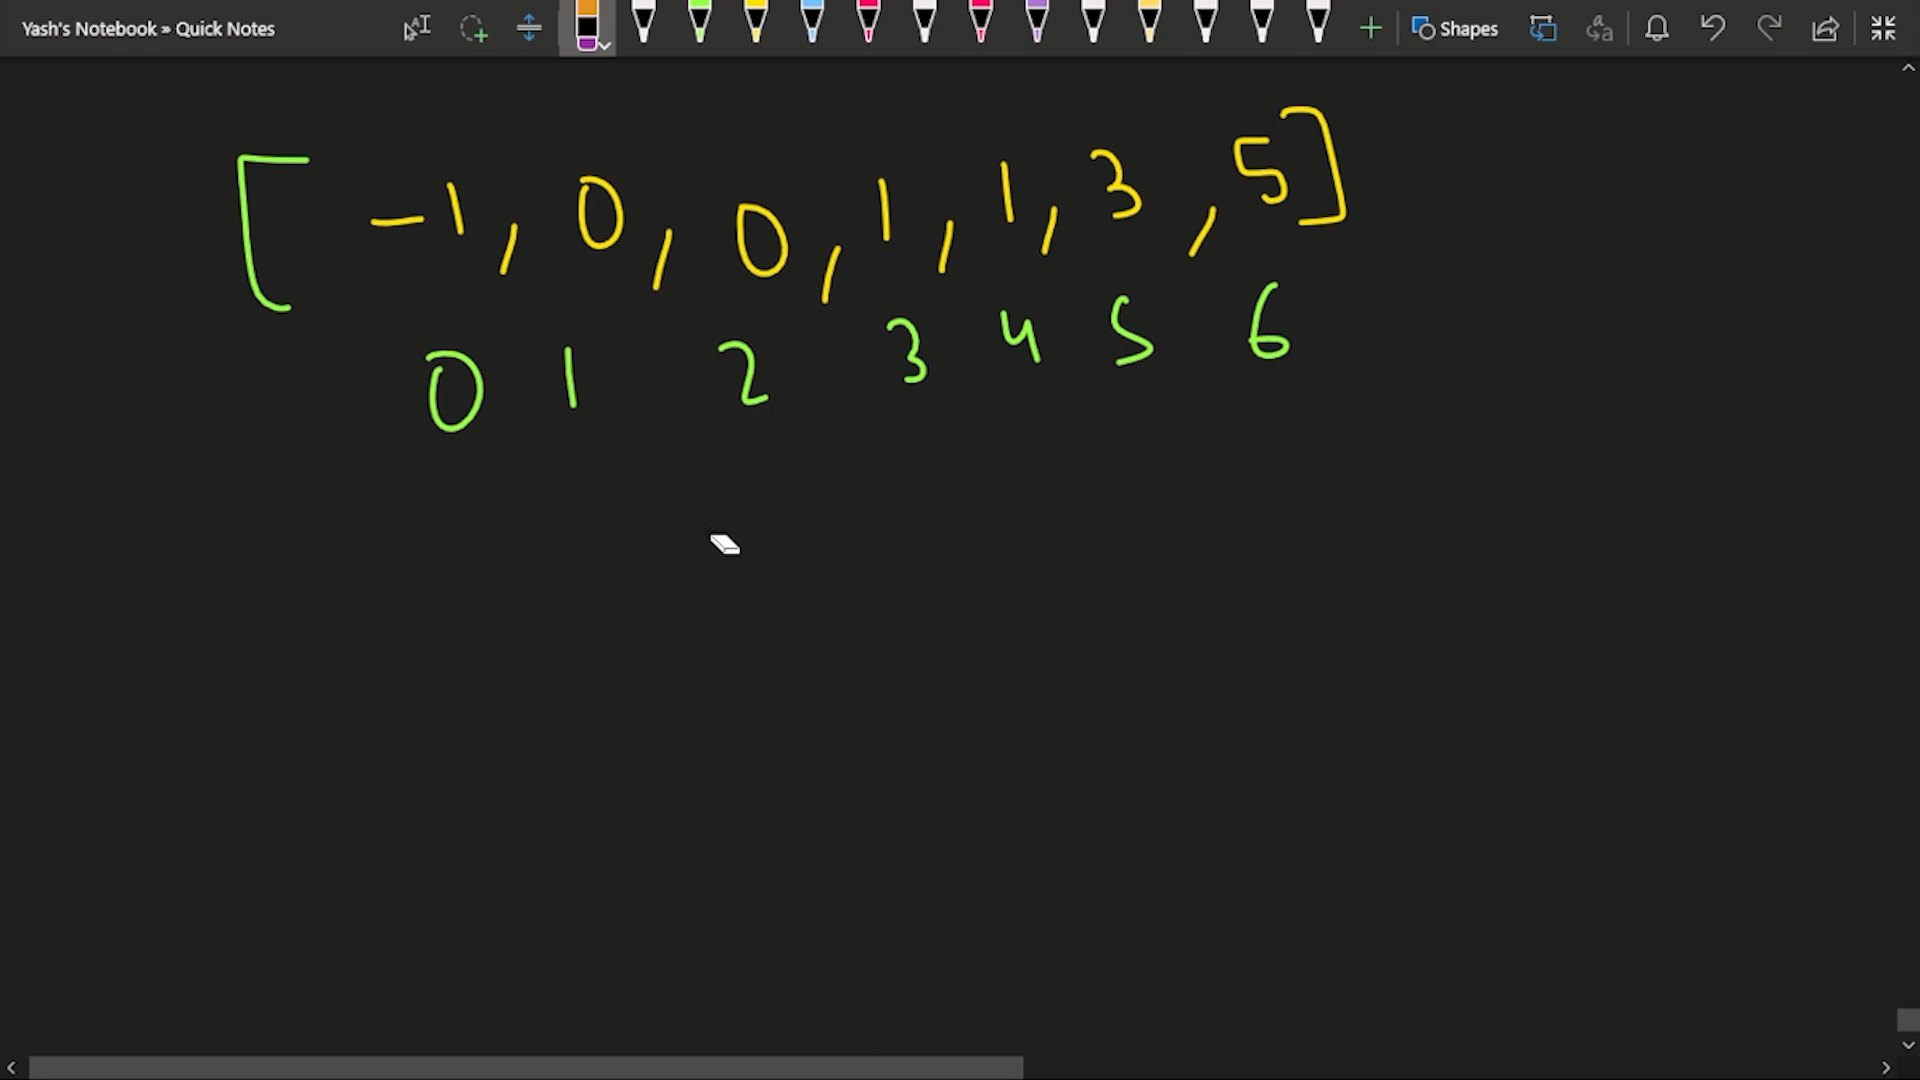 Yash's Notebook » Quick Notes
Shapes
[ -1, 0, 0, 1, 1, 3, 5]
0 1 2 3 4 5 6